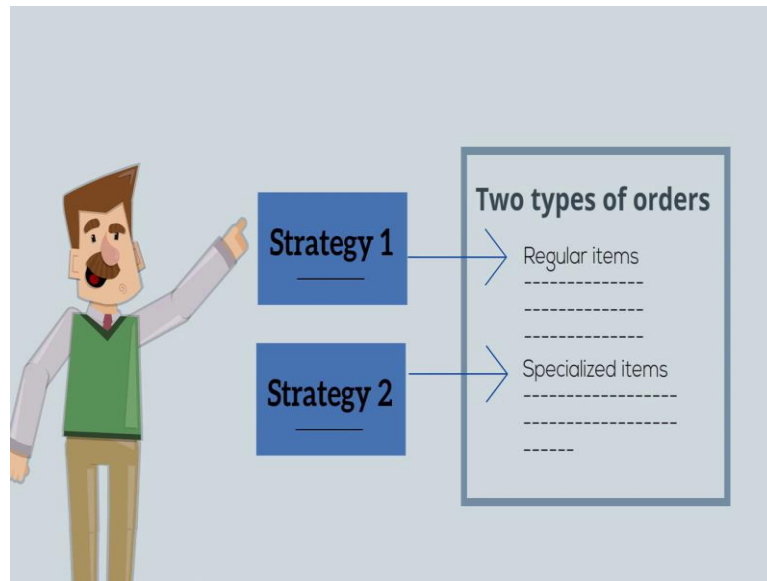 Two types of orders
Strategy 1
Regular items
Strategy 2
Specialized items